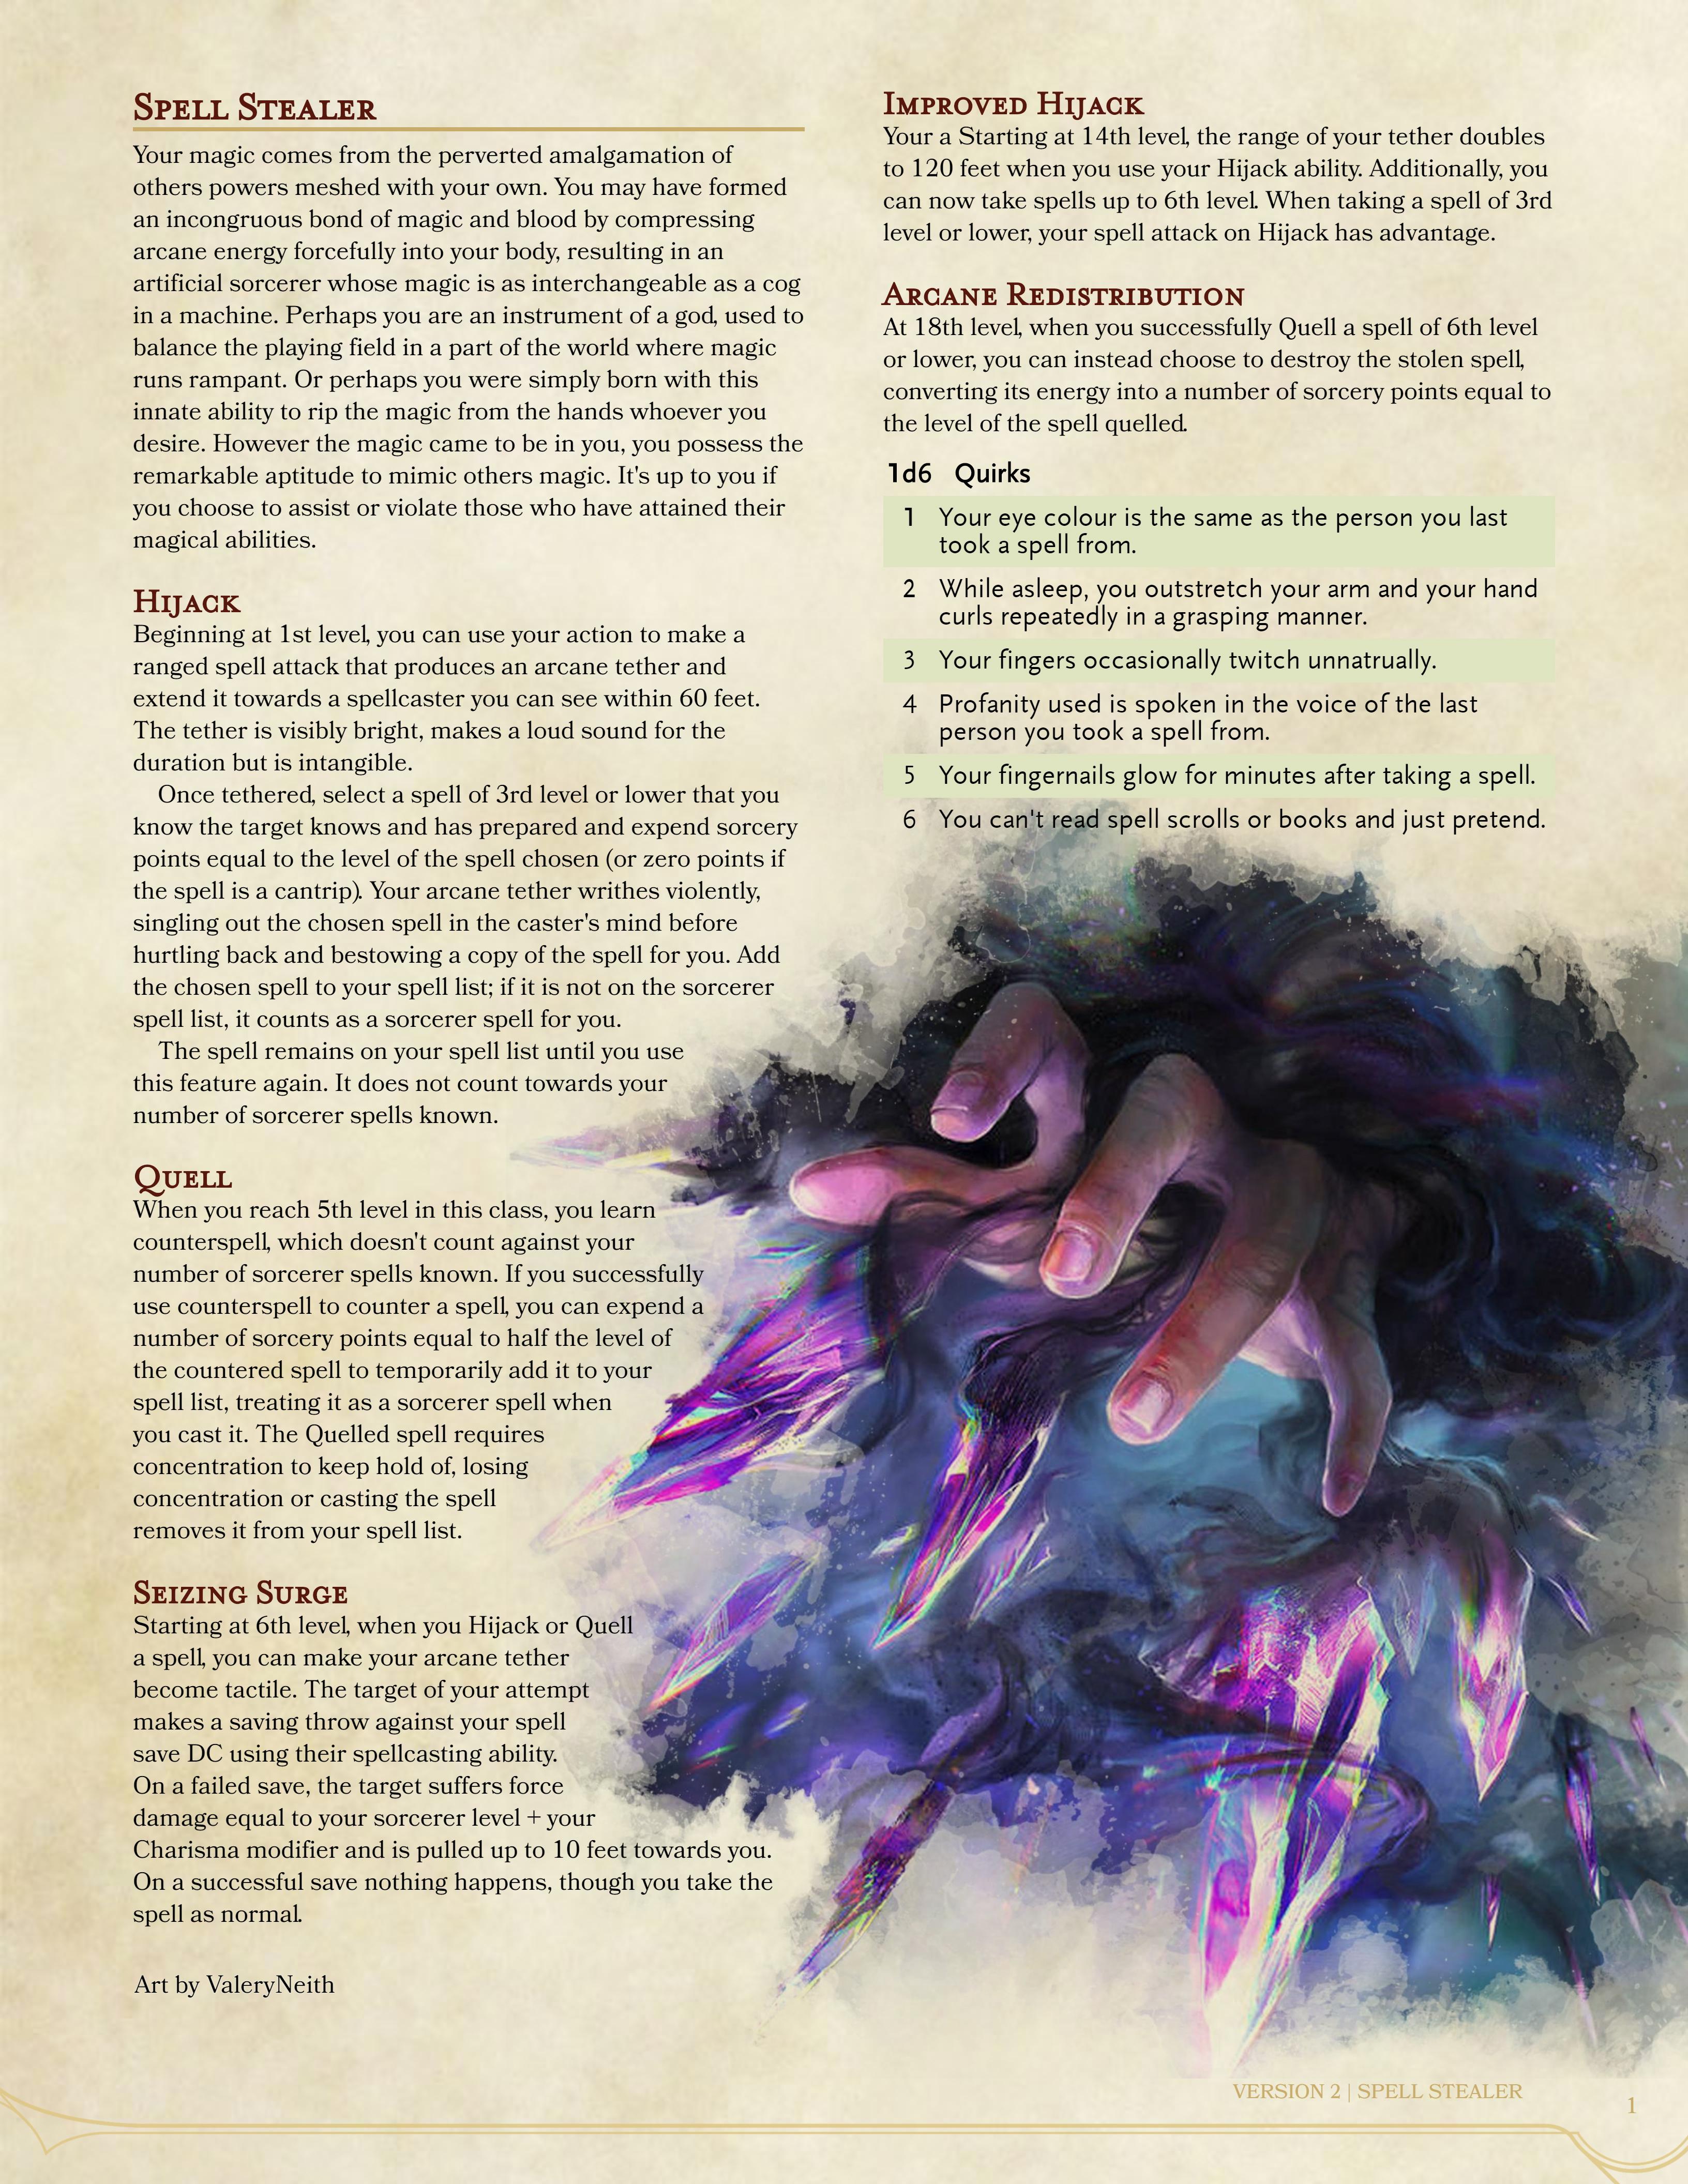 Spell Stealer
Your magic comes from the perverted amalgamation of
others powers meshed with your own. You may have formed
an incongruous bond of magic and blood by compressing
arcane energy forcefully into your body, resulting in an
artificial sorcerer whose magic is as interchangeable as a cog
in a machine. Perhaps you are an instrument of a god, used to
balance the playing field in a part of the world where magic
runs rampant. Or perhaps you were simply born with this
innate ability to rip the magic from the hands whoever you
desire. However the magic came to be in you, you possess the
remarkable aptitude to mimic others magic. It's up to you if
you choose to assist or violate those who have attained their
magical abilities.
Hijack
Beginning at 1st level, you can use your action to make a
ranged spell attack that produces an arcane tether and
extend it towards a spellcaster you can see within 60 feet.
The tether is visibly bright, makes a loud sound for the
duration but is intangible.
Once tethered, select a spell of 3rd level or lower that you
know the target knows and has prepared and expend sorcery
points equal to the level of the spell chosen (or zero points if
the spell is a cantrip). Your arcane tether writhes violently,
singling out the chosen spell in the caster's mind before
hurtling back and bestowing a copy of the spell for you. Add
the chosen spell to your spell list; if it is not on the sorcerer
spell list, it counts as a sorcerer spell for you.
The spell remains on your spell list until you use
this feature again. It does not count towards your
number of sorcerer spells known.
Quell
When you reach 5th level in this class, you learn
counterspell, which doesn't count against your
number of sorcerer spells known. If you successfully
use counterspell to counter a spell, you can expend a
number of sorcery points equal to half the level of
the countered spell to temporarily add it to your
spell list, treating it as a sorcerer spell when
you cast it. The Quelled spell requires
concentration to keep hold of, losing
concentration or casting the spell
removes it from your spell list.
Seizing Surge
Starting at 6th level, when you Hijack or Quell
a spell, you can make your arcane tether
become tactile. The target of your attempt
makes a saving throw against your spell
save DC using their spellcasting ability.
On a failed save, the target suffers force
damage equal to your sorcerer level + your
Charisma modifier and is pulled up to 10 feet towards you.
On a successful save nothing happens, though you take the
spell as normal.
Art by ValeryNeith
Improved Hijack
Your a Starting at 14th level, the range of your tether doubles
to 120 feet when you use your Hijack ability. Additionally, you
can now take spells up to 6th level. When taking a spell of 3rd
level or lower, your spell attack on Hijack has advantage.
Arcane Redistribution
At 18th level, when you successfully Quell a spell of 6th level
or lower, you can instead choose to destroy the stolen spell,
converting its energy into a number of sorcery points equal to
the level of the spell quelled.
1d6 Quirks
1 Your eye colour is the same as the person you last
took a spell from.
2 While asleep, you outstretch your arm and your hand
curls repeatedly in a grasping manner.
3 Your fingers occasionally twitch unnatrually.
4 Profanity used is spoken in the voice of the last
person you took a spell from.
5 Your fingernails glow for minutes after taking a spell.
6 You can't read spell scrolls or books and just pretend.
VERSION 2 | SPELL STEALER
1